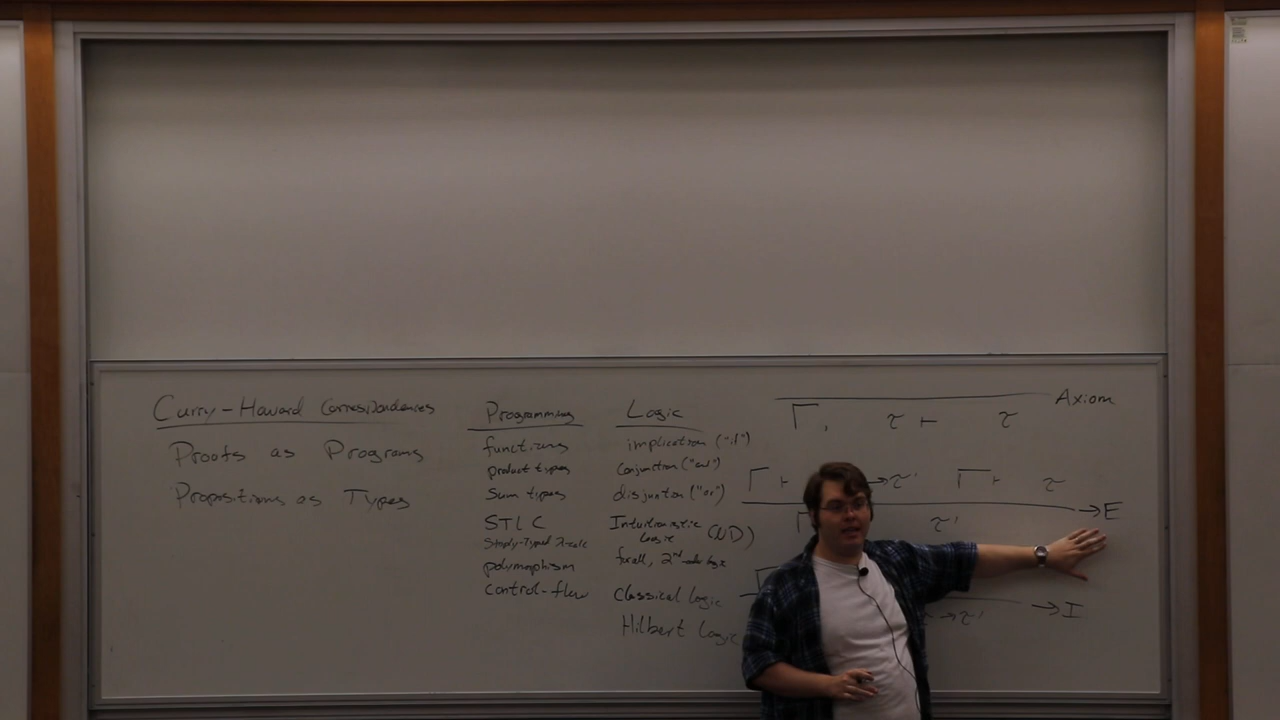 Curry-Howard Correspondences
Proofs as Programs
Propositions as Types
Programming
functions
product types
Sum types
STLC
Simply-Typed λ-calc
polymorphism
control-flow
Logic
implication ("if")
Conjunction ("and")
disjunction ("or")
Intuitionistic Logic (ND)
forall, 2nd-order logic
Classical logic
Hilbert Logic
Axiom
Γ, τ ⊢ τ
Γ ⊢ →τ' Γ ⊢ τ
→E
τ'
→I
τ→τ'